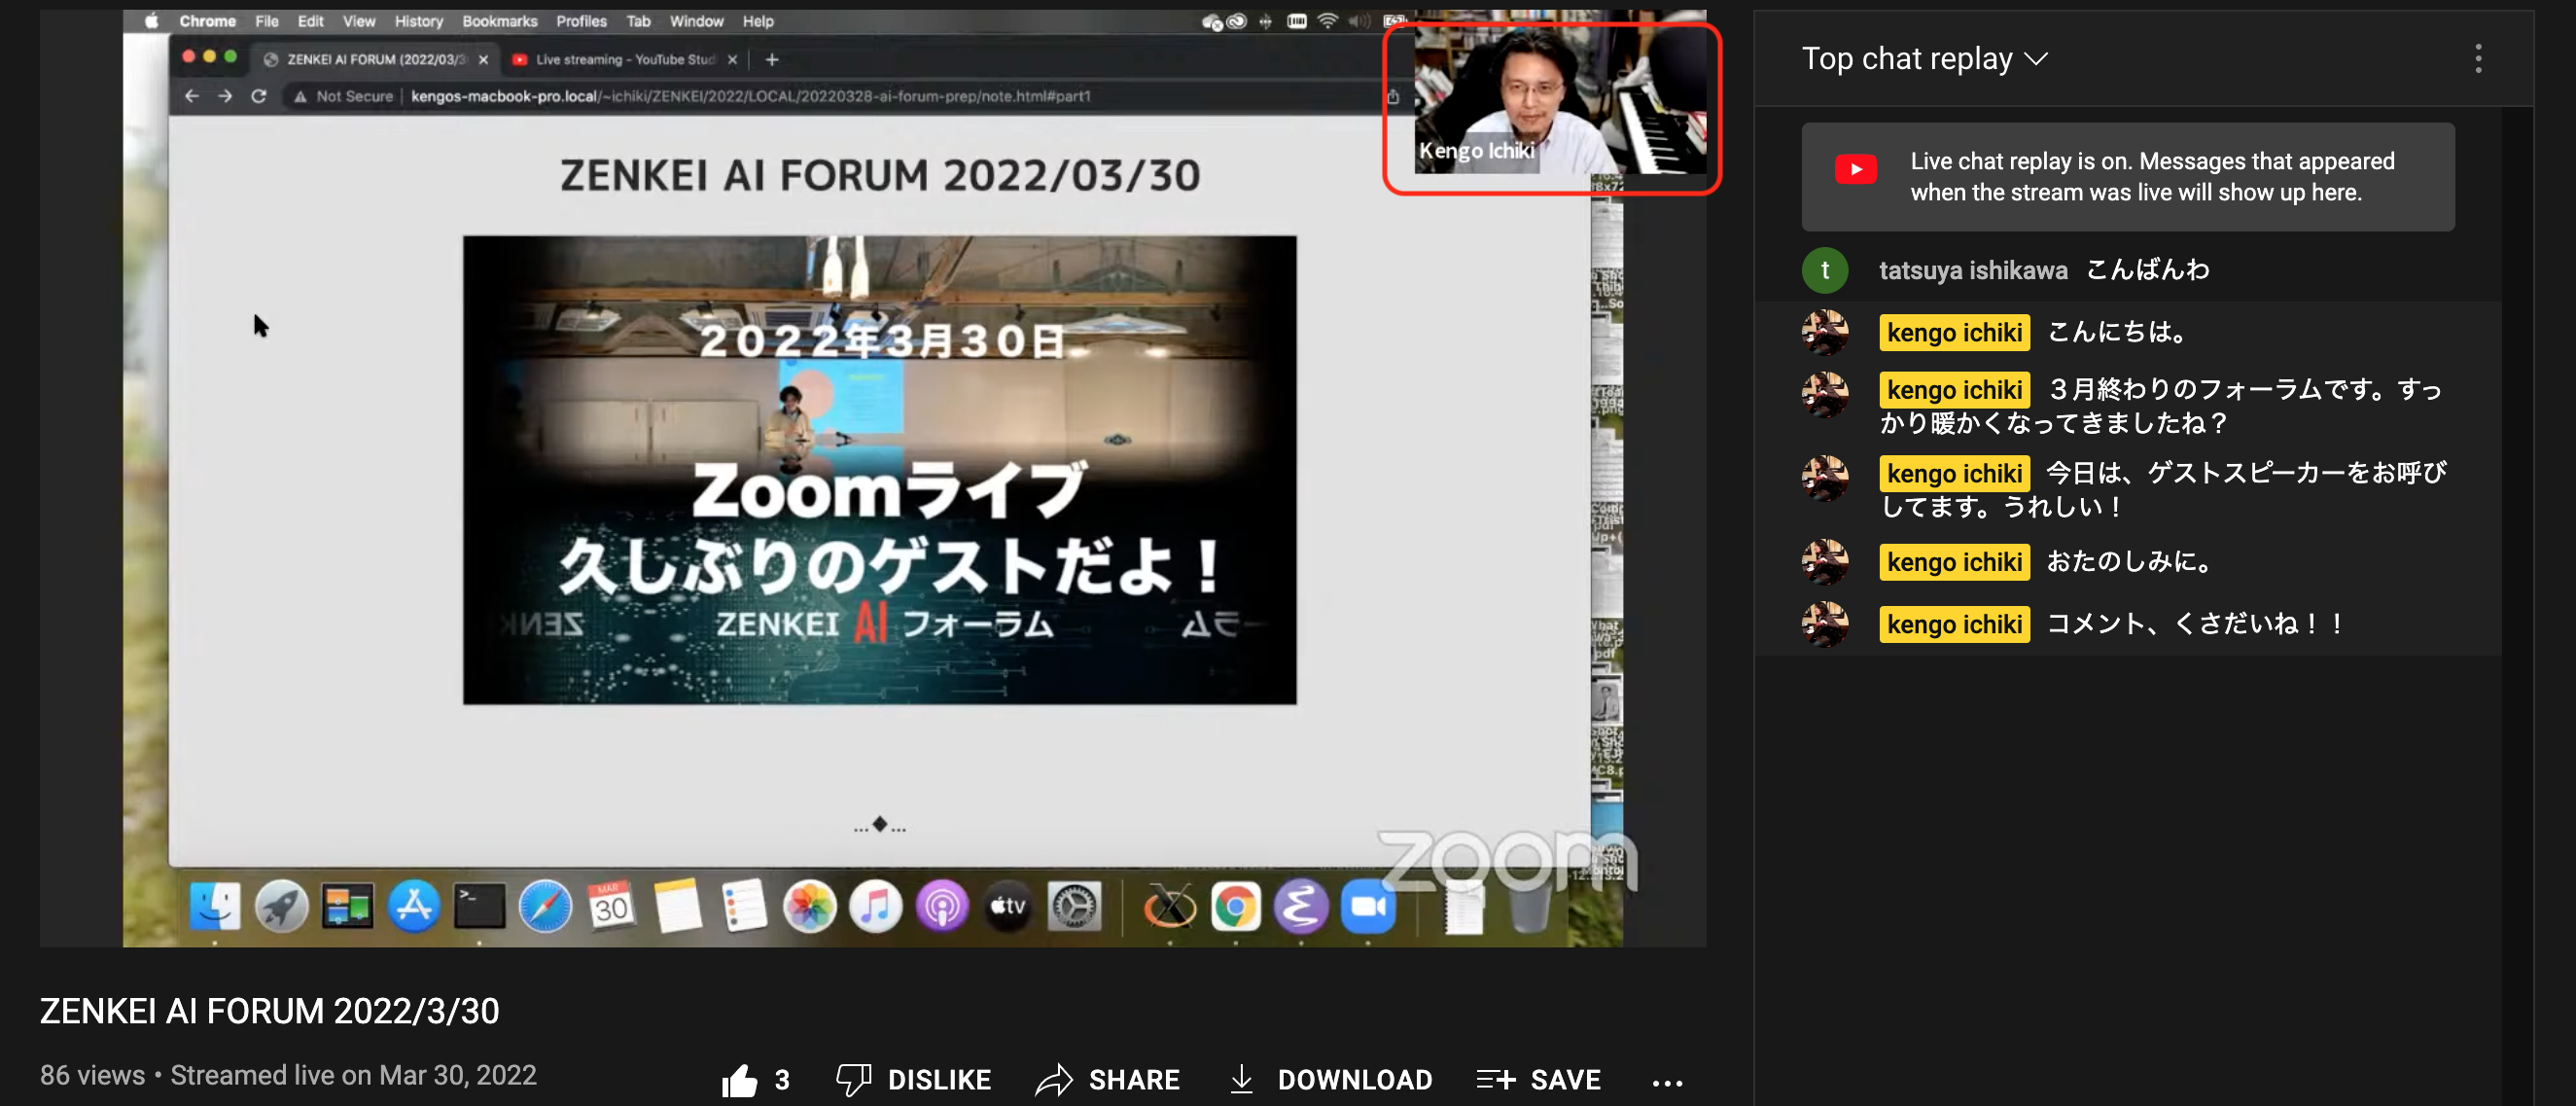 Chrome File Edit View History Bookmarks Profiles Tab Window Help
ZENKEI AI FORUM (2022/03/3
Live streaming - YouTube Stud
Not Secure | kengos-macbook-pro.local/~ichiki/ZENKEI/2022/LOCAL/20220328-ai-forum-prep/note.html#part1
Kengo Ichiki
ZENKEI AI FORUM 2022/03/30
2022年3月30日
Zoomライブ
久しぶりのゲストだよ！
ZENKEI AI フォーラム
...◆...
zoom
MAR
30
tv
ZENKEI AI FORUM 2022/3/30
86 views • Streamed live on Mar 30, 2022
3 DISLIKE SHARE DOWNLOAD SAVE ...
Top chat replay
Live chat replay is on. Messages that appeared
when the stream was live will show up here.
t tatsuya ishikawa こんばんわ
kengo ichiki こんにちは。
kengo ichiki ３月終わりのフォーラムです。すっ
かり暖かくなってきましたね？
kengo ichiki 今日は、ゲストスピーカーをお呼び
してます。うれしい！
kengo ichiki おたのしみに。
kengo ichiki コメント、くさだいね！！